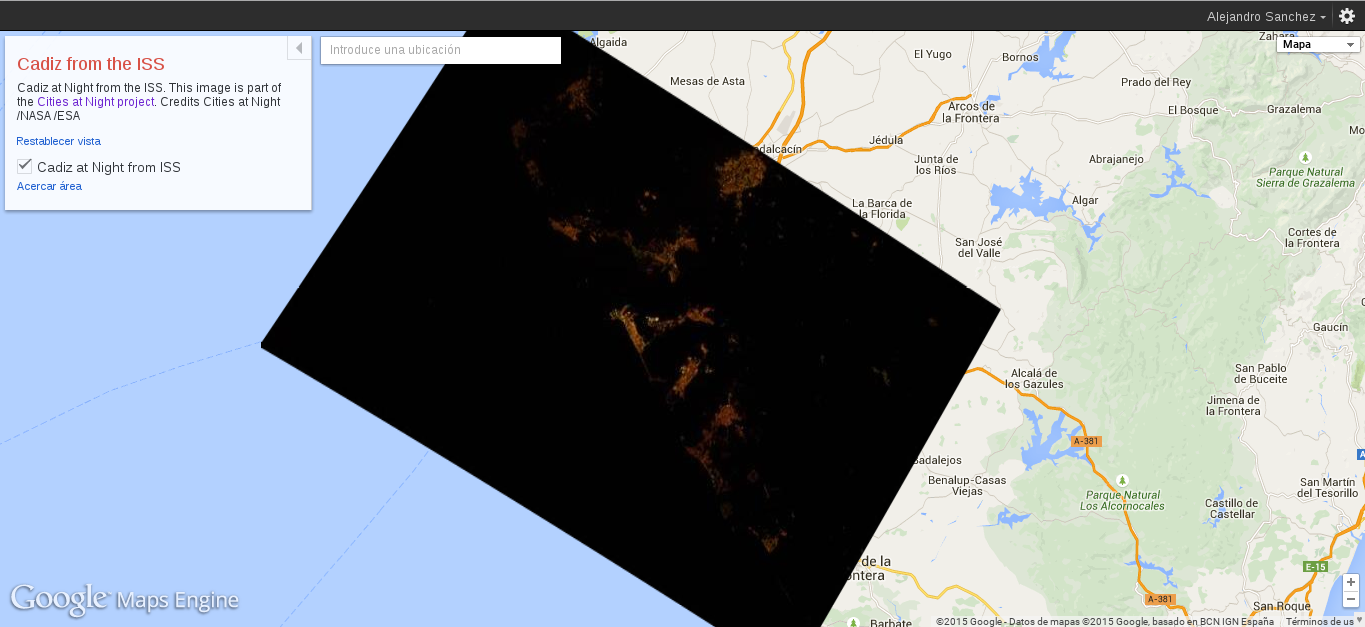 Alejandro Sanchez
Cadiz from the ISS
Cadiz at Night from the ISS. This image is part of
the Cities at Night project. Credits Cities at Night
/NASA /ESA
Restablecer vista
Cadiz at Night from ISS
Acercar área
Introduce una ubicación
Mapa
Algaida
Mesas de Asta
El Yugo
Bornos
Zahara
Prado del Rey
El Bosque
Grazalema
Mo
Arcos de
la Frontera
Jédula
dalcacín
Junta de
los Ríos
Abrajanejo
Parque Natural
Sierra de Grazalema
Algar
La Barca de
la Florida
San José
del Valle
Cortes de
la Frontera
Gaucín
San Pablo
de Buceite
Alcalá de
los Gazules
Jimena de
la Frontera
A-381
Badalejos
Benalup-Casas
Viejas
Parque Natural
Los Alcornocales
Castillo de
Castellar
San Martín
del Tesorillo
A
de la
ontera
E-15
A-381
San Roque
Barbate
Google Maps Engine
+
−
©2015 Google - Datos de mapas ©2015 Google, basado en BCN IGN España
Términos de us